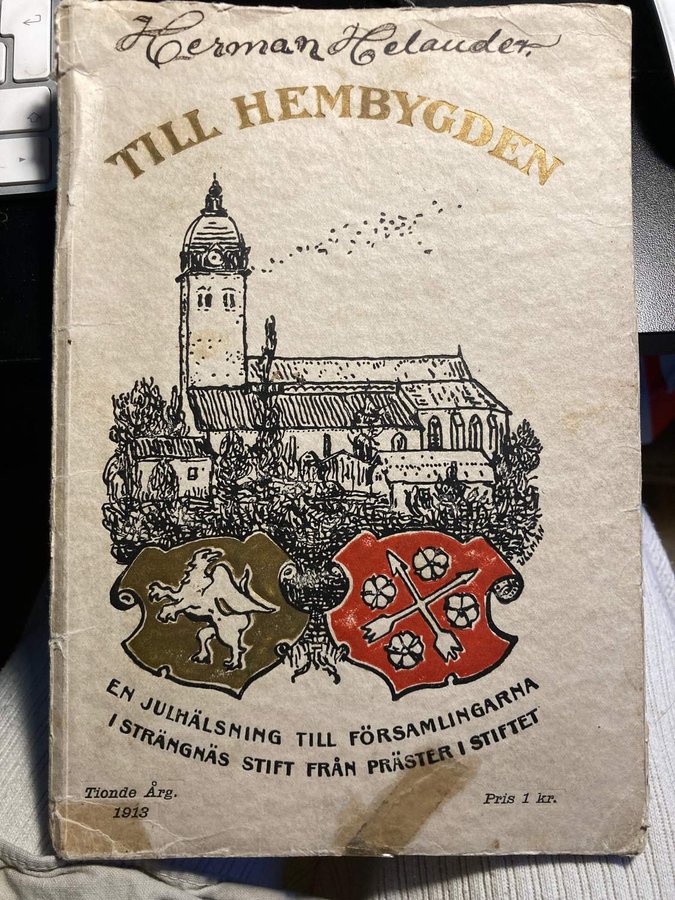 Herman Helander.
TILL HEMBYGDEN
EN JULHÄLSNING TILL FÖRSAMLINGARNA
I STRÄNGNÄS STIFT FRÅN PRÄSTER I STIFTET
Tionde Årg.
1913
Pris 1 kr.